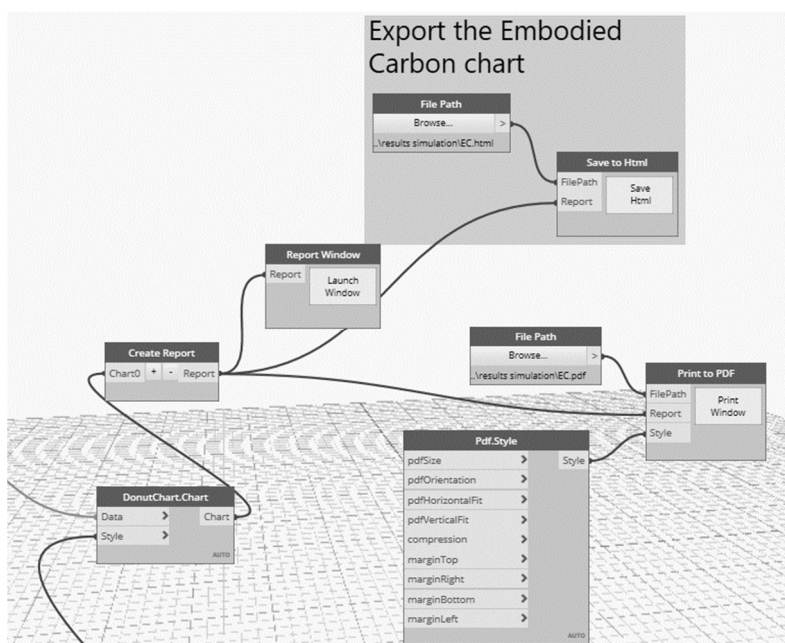 Export the Embodied
Carbon chart
File Path
Browse... >
..\results simulation\EC.html
Save to Html
FilePath
Report
Save
Html
Report Window
Report
Launch
Window
Create Report
Chart0 + - Report
File Path
Browse... >
..\results simulation\EC.pdf
Print to PDF
FilePath
Report
Style
Print
Window
Pdf.Style
pdfSize > Style
pdfOrientation >
pdfHorizontalFit >
pdfVerticalFit >
compression >
marginTop >
marginRight >
marginBottom >
marginLeft >
AUTO
DonutChart.Chart
Data > Chart
Style >
AUTO